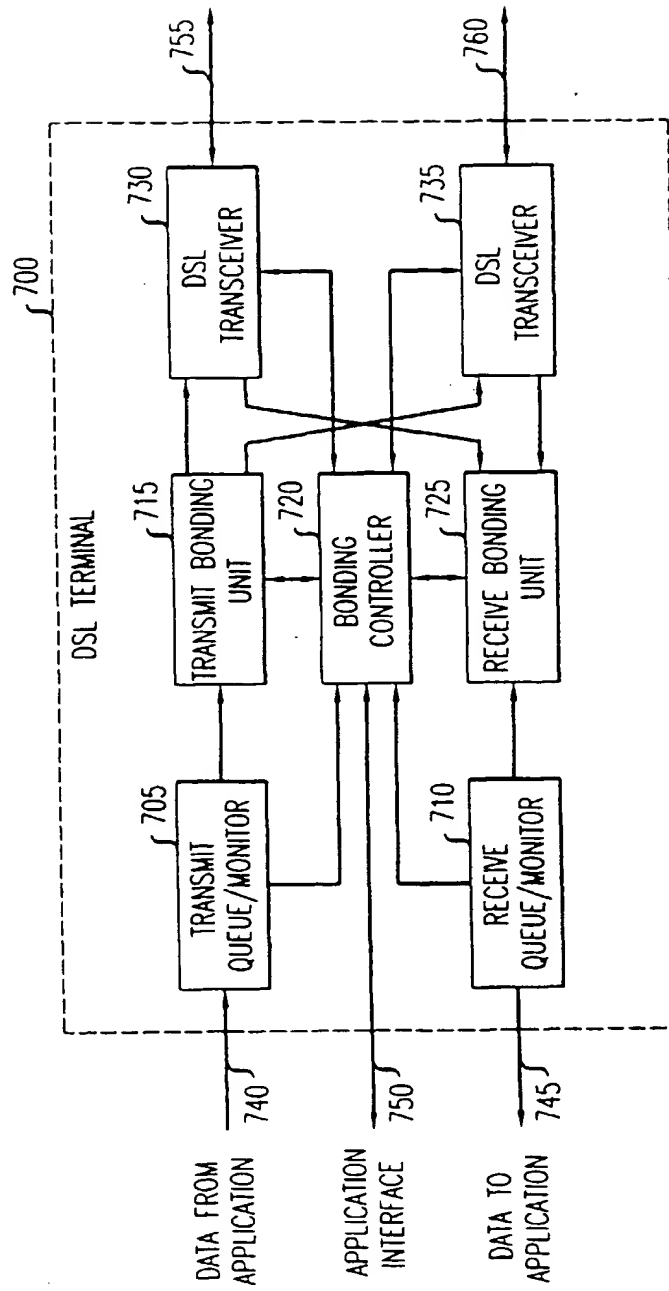 700
DSL TERMINAL
705
TRANSMIT
QUEUE/MONITOR
715
TRANSMIT BONDING
UNIT
730
DSL
TRANSCEIVER
755
DATA FROM
APPLICATION
740
720
BONDING
CONTROLLER
APPLICATION
INTERFACE
750
710
RECEIVE
QUEUE/MONITOR
725
RECEIVE BONDING
UNIT
735
DSL
TRANSCEIVER
760
DATA TO
APPLICATION
745